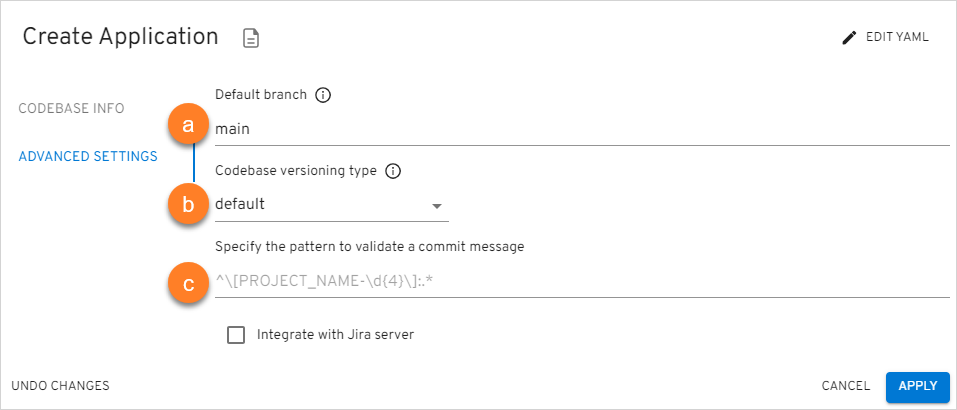 Create Application
EDIT YAML
CODEBASE INFO
ADVANCED SETTINGS
Default branch
a
main
Codebase versioning type
b
default
Specify the pattern to validate a commit message
c
^\[PROJECT_NAME-\d{4}\]:.*
Integrate with Jira server
UNDO CHANGES
CANCEL
APPLY